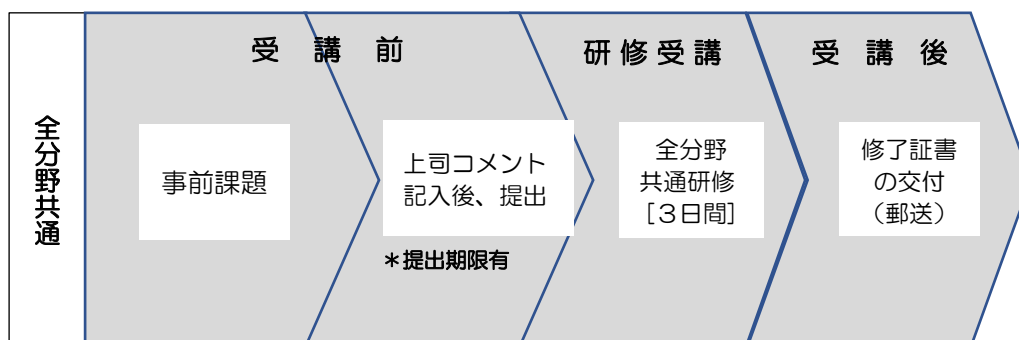 全分野共通
受講前
事前課題
上司コメント
記入後、提出
＊提出期限有
研修受講
全分野
共通研修
［３日間］
受講後
修了証書
の交付
（郵送）